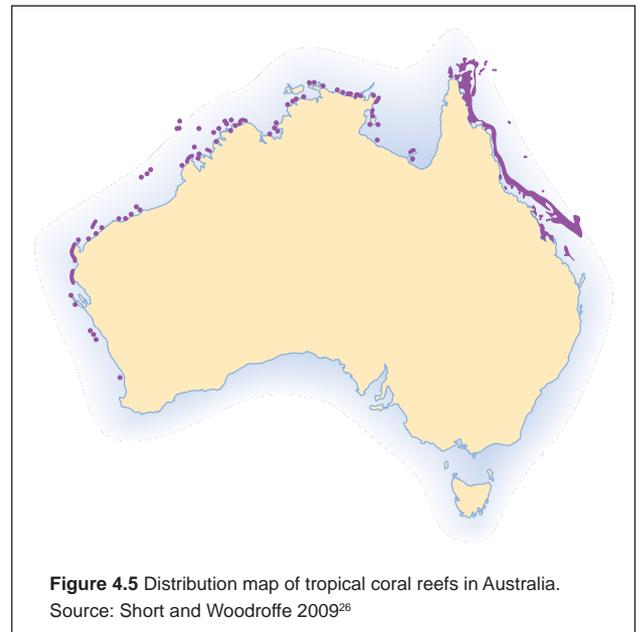 Figure 4.5 Distribution map of tropical coral reefs in Australia.
Source: Short and Woodroffe 2009²⁶